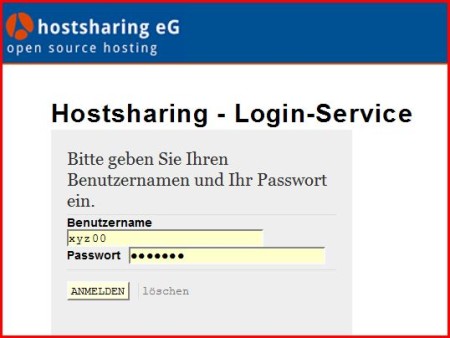 hostsharing eG
open source hosting
Hostsharing - Login-Service
Bitte geben Sie Ihren
Benutzernamen und Ihr Passwort
ein.
Benutzername
xyz00
Passwort ●●●●●●●
ANMELDEN löschen